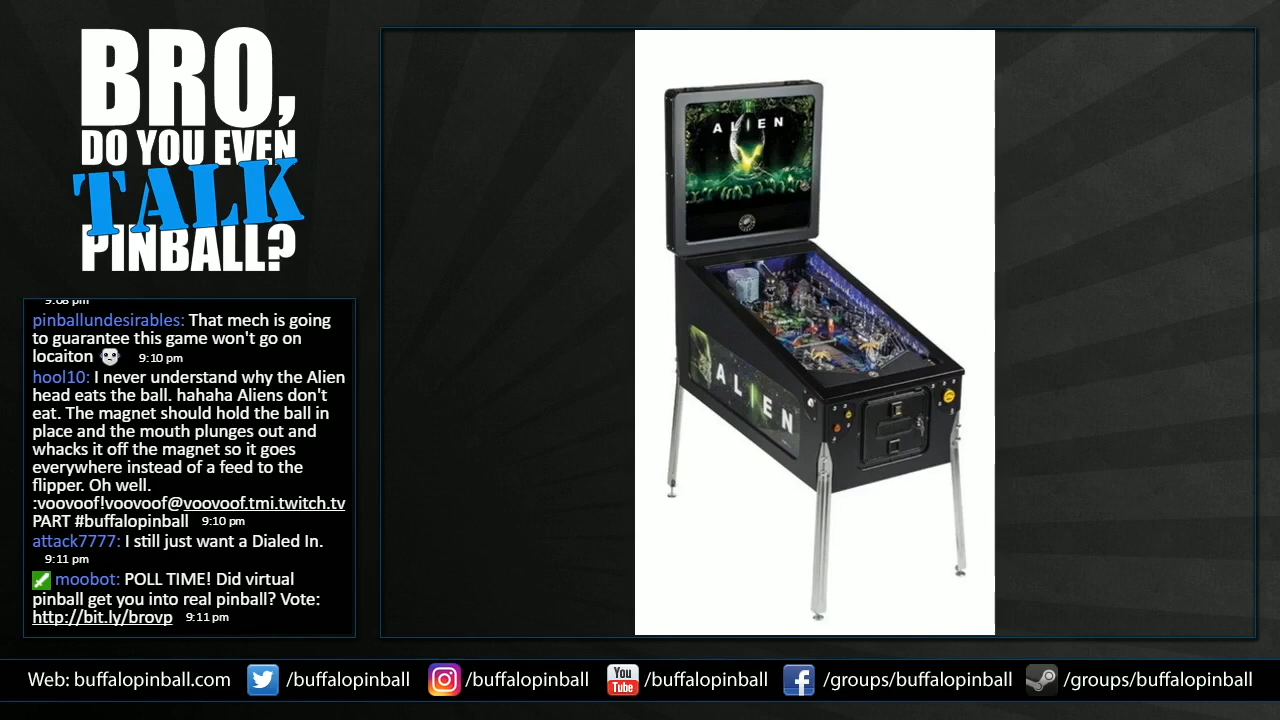 BRO,
DO YOU EVEN
TALK
PINBALL?
9:08 pm
pinballundesirables: That mech is going
to guarantee this game won't go on
locaiton 9:10 pm
hool10: I never understand why the Alien
head eats the ball. hahaha Aliens don't
eat. The magnet should hold the ball in
place and the mouth plunges out and
whacks it off the magnet so it goes
everywhere instead of a feed to the
flipper. Oh well.
:voovoof!voovoof@voovoof.tmi.twitch.tv
PART #buffalopinball 9:10 pm
attack7777: I still just want a Dialed In.
9:11 pm
moobot: POLL TIME! Did virtual
pinball get you into real pinball? Vote:
http://bit.ly/brovp 9:11 pm
ALIEN
ALIEN
Web: buffalopinball.com /buffalopinball /buffalopinball You Tube /buffalopinball f /groups/buffalopinball /groups/buffalopinball